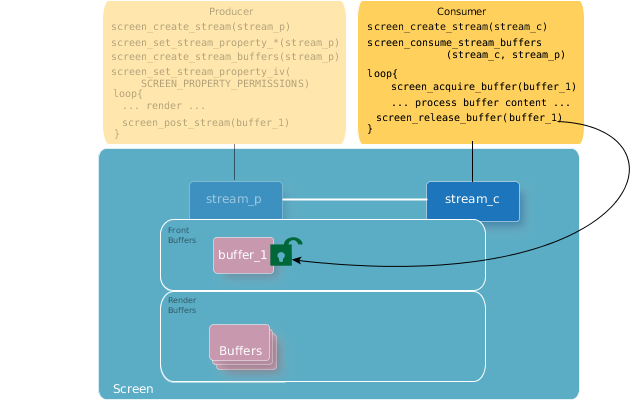 Producer
screen_create_stream(stream_p)
screen_set_stream_property_*(stream_p)
screen_create_stream_buffers(stream_p)
screen_set_stream_property_iv(
SCREEN_PROPERTY_PERMISSIONS)
loop{
... render ...
screen_post_stream(buffer_1)
}
Consumer
screen_create_stream(stream_c)
screen_consume_stream_buffers
(stream_c, stream_p)
loop{
screen_acquire_buffer(buffer_1)
... process buffer content ...
screen_release_buffer(buffer_1)
}
stream_p
stream_c
Front
Buffers
buffer_1
Render
Buffers
Buffers
Screen